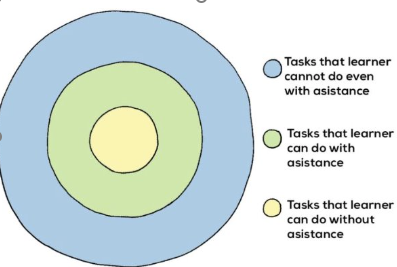 Tasks that learner
cannot do even
with asistance
Tasks that learner
can do with
asistance
Tasks that learner
can do without
asistance